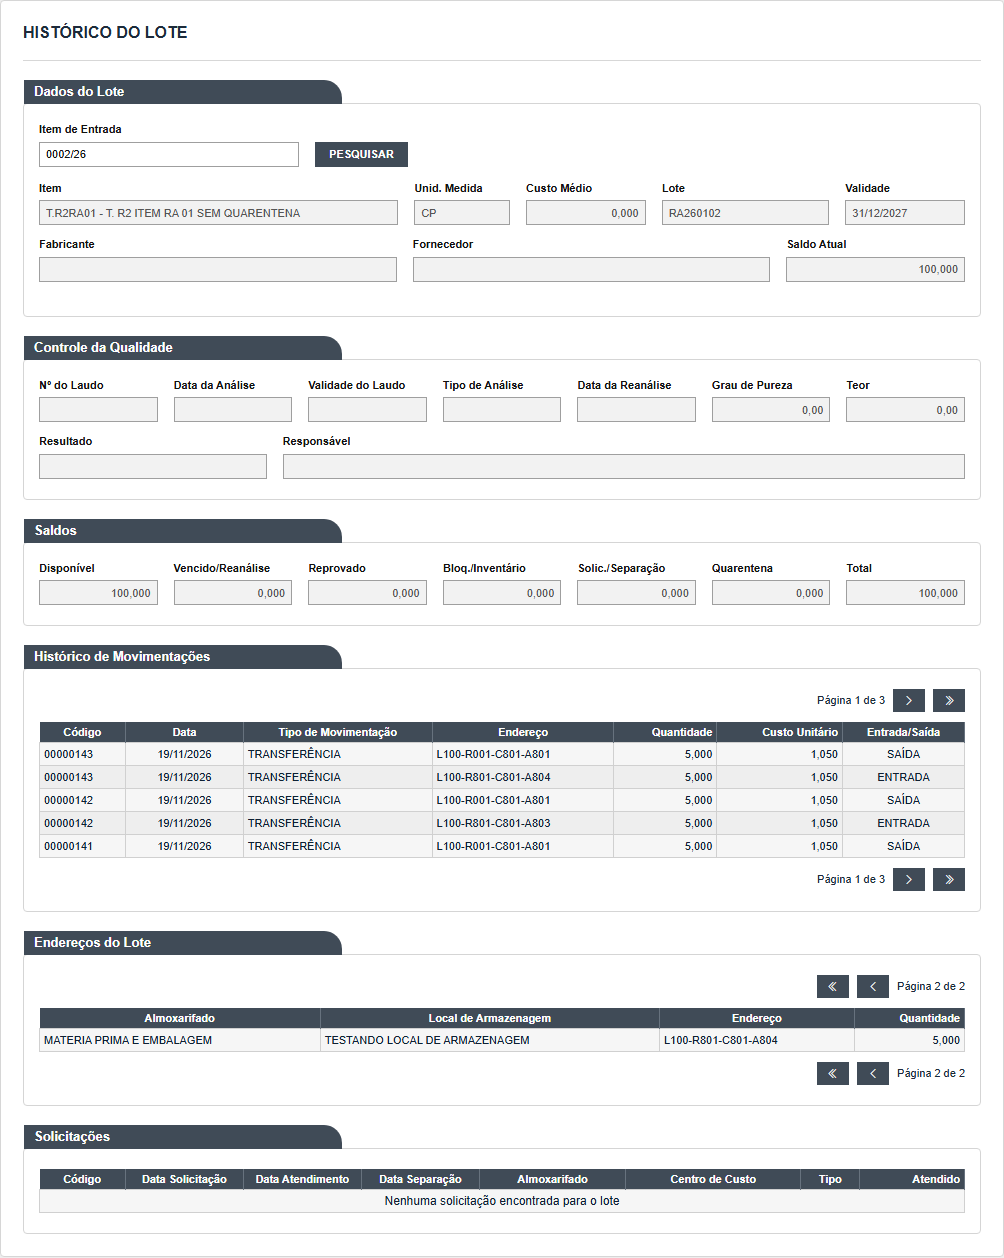 HISTÓRICO DO LOTE
Dados do Lote
Item de Entrada
0002/26 PESQUISAR
Item Unid. Medida Custo Médio Lote Validade
T.R2RA01 - T. R2 ITEM RA 01 SEM QUARENTENA CP 0,000 RA260102 31/12/2027
Fabricante Fornecedor Saldo Atual
100,000
Controle da Qualidade
Nº do Laudo Data da Análise Validade do Laudo Tipo de Análise Data da Reanálise Grau de Pureza Teor
0,00 0,00
Resultado Responsável
Saldos
Disponível Vencido/Reanálise Reprovado Bloq./Inventário Solic./Separação Quarentena Total
100,000 0,000 0,000 0,000 0,000 0,000 100,000
Histórico de Movimentações
Página 1 de 3
Código Data Tipo de Movimentação Endereço Quantidade Custo Unitário Entrada/Saída
00000143 19/11/2026 TRANSFERÊNCIA L100-R001-C801-A801 5,000 1,050 SAÍDA
00000143 19/11/2026 TRANSFERÊNCIA L100-R801-C801-A804 5,000 1,050 ENTRADA
00000142 19/11/2026 TRANSFERÊNCIA L100-R001-C801-A801 5,000 1,050 SAÍDA
00000142 19/11/2026 TRANSFERÊNCIA L100-R801-C801-A803 5,000 1,050 ENTRADA
00000141 19/11/2026 TRANSFERÊNCIA L100-R001-C801-A801 5,000 1,050 SAÍDA
Página 1 de 3
Endereços do Lote
Página 2 de 2
Almoxarifado Local de Armazenagem Endereço Quantidade
MATERIA PRIMA E EMBALAGEM TESTANDO LOCAL DE ARMAZENAGEM L100-R801-C801-A804 5,000
Página 2 de 2
Solicitações
Código Data Solicitação Data Atendimento Data Separação Almoxarifado Centro de Custo Tipo Atendido
Nenhuma solicitação encontrada para o lote